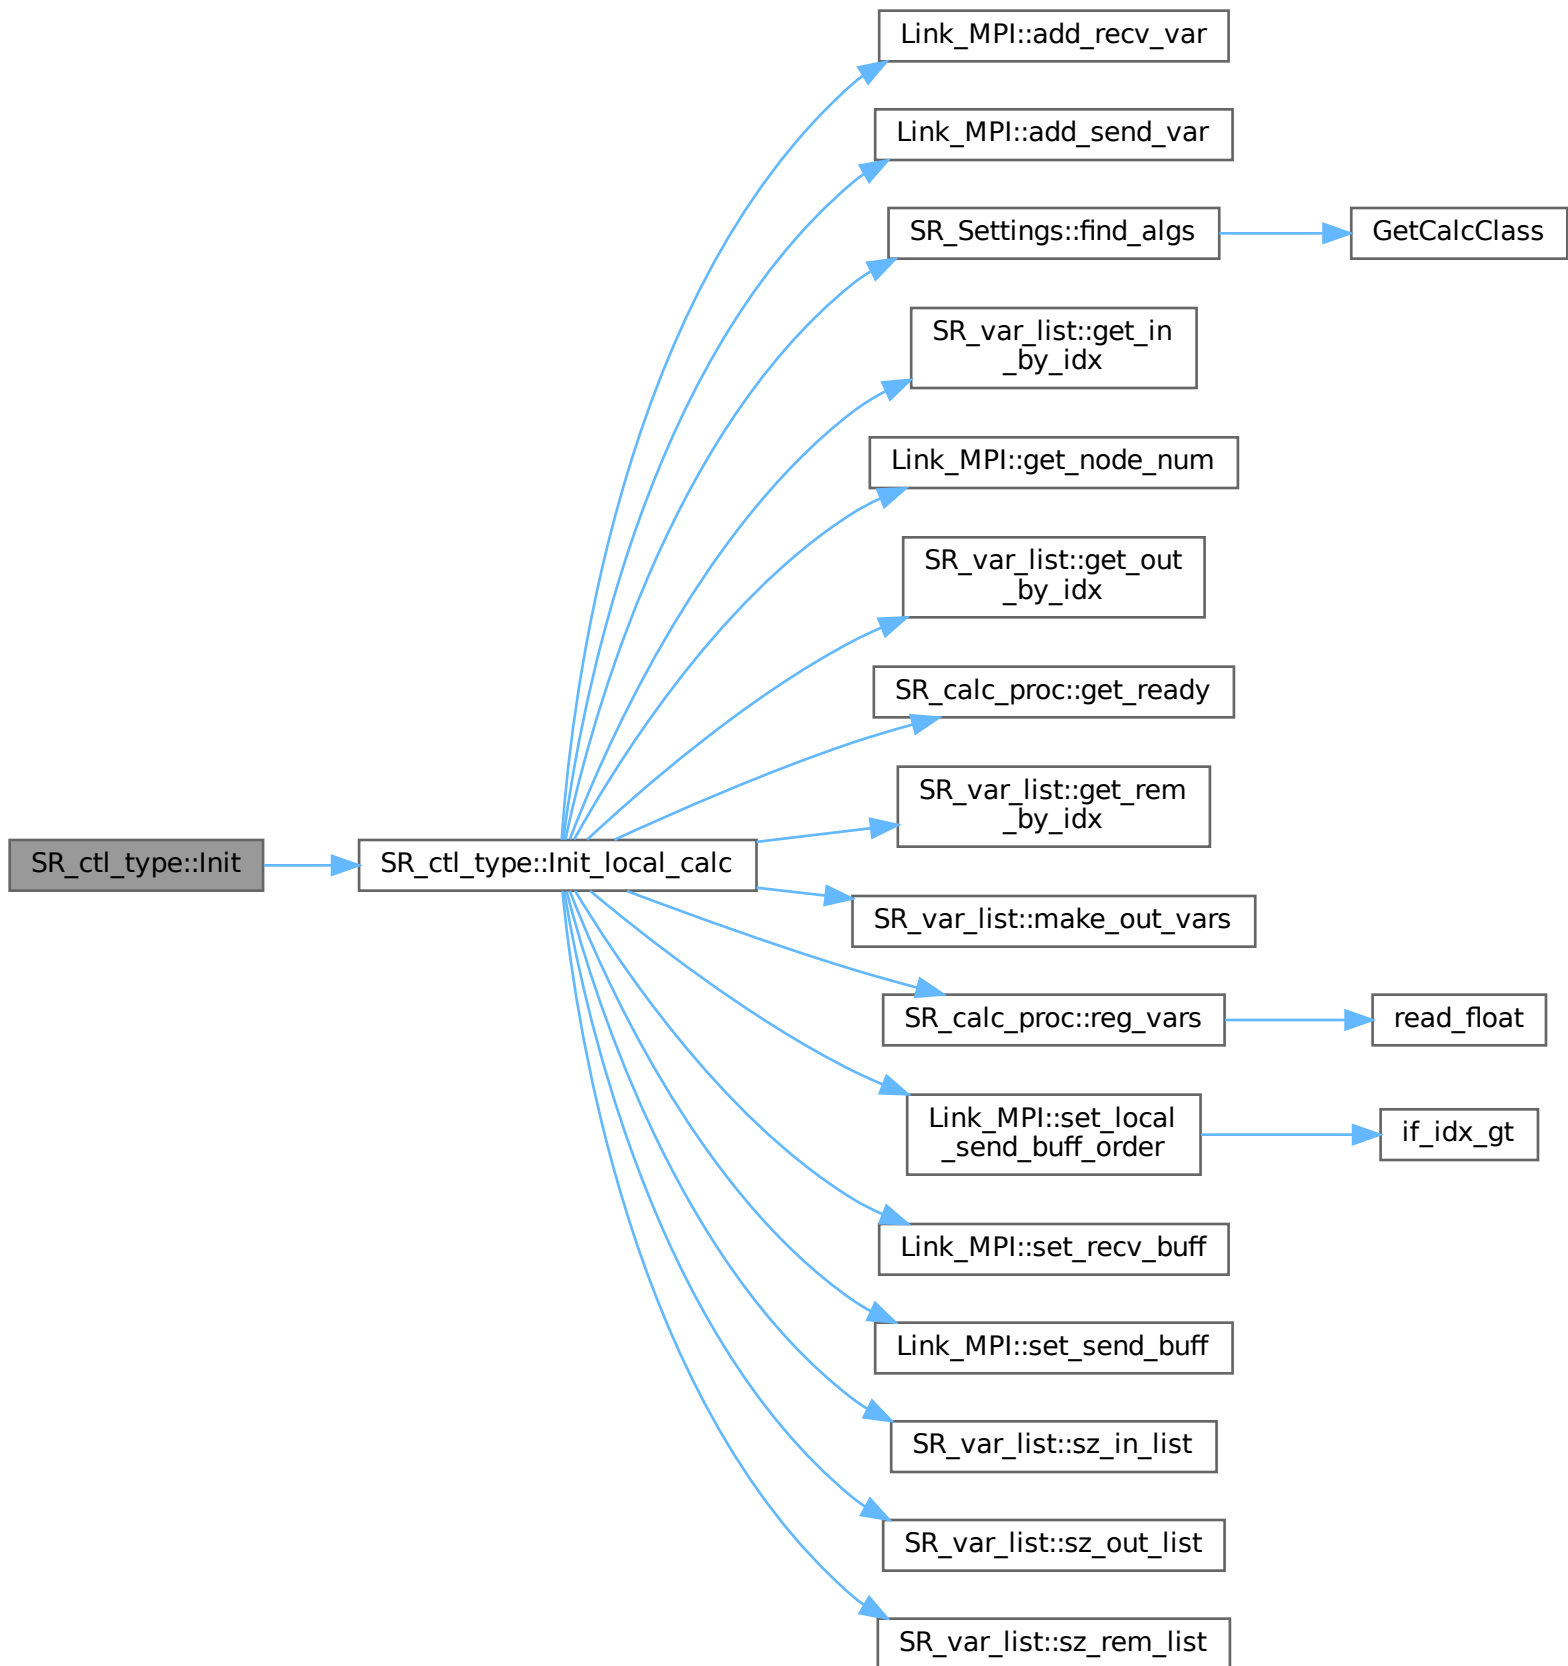 Link_MPI::add_recv_var
Link_MPI::add_send_var
SR_Settings::find_algs
GetCalcClass
SR_var_list::get_in
_by_idx
Link_MPI::get_node_num
SR_var_list::get_out
_by_idx
SR_calc_proc::get_ready
SR_var_list::get_rem
_by_idx
SR_ctl_type::Init
SR_ctl_type::Init_local_calc
SR_var_list::make_out_vars
SR_calc_proc::reg_vars
read_float
Link_MPI::set_local
_send_buff_order
if_idx_gt
Link_MPI::set_recv_buff
Link_MPI::set_send_buff
SR_var_list::sz_in_list
SR_var_list::sz_out_list
SR_var_list::sz_rem_list